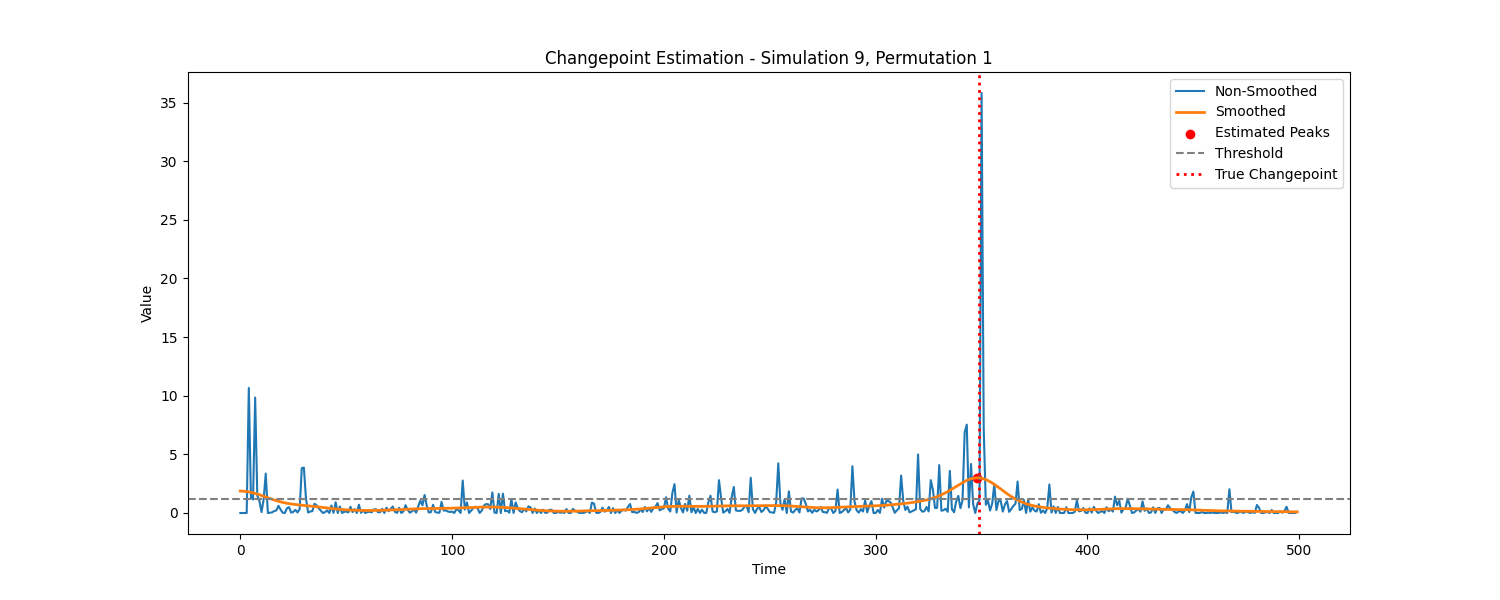 Changepoint Estimation - Simulation 9, Permutation 1
Value
35
30
25
20
15
10
5
0
Non-Smoothed
Smoothed
Estimated Peaks
Threshold
True Changepoint
0 100 200 300 400 500
Time